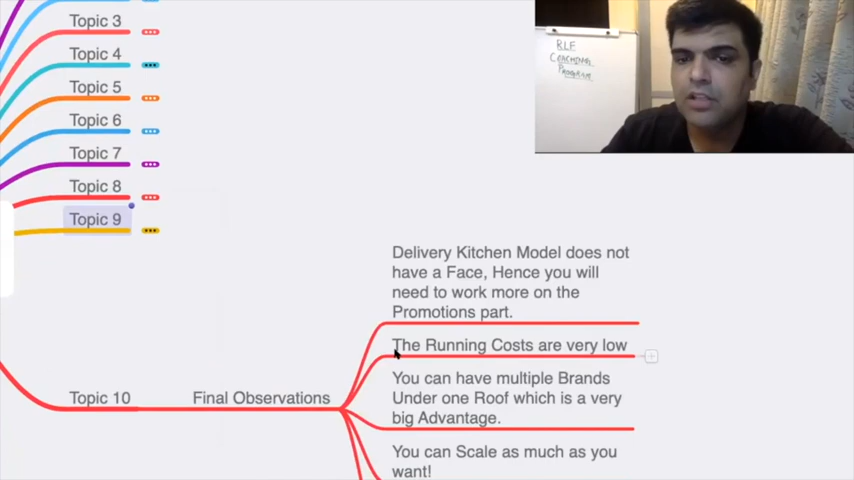 Topic 3
Topic 4
Topic 5
Topic 6
Topic 7
Topic 8
Topic 9
Topic 10
Final Observations
Delivery Kitchen Model does not
have a Face, Hence you will
need to work more on the
Promotions part.
The Running Costs are very low
You can have multiple Brands
Under one Roof which is a very
big Advantage.
You can Scale as much as you
want!
RLF
COACHING
PROGRAM